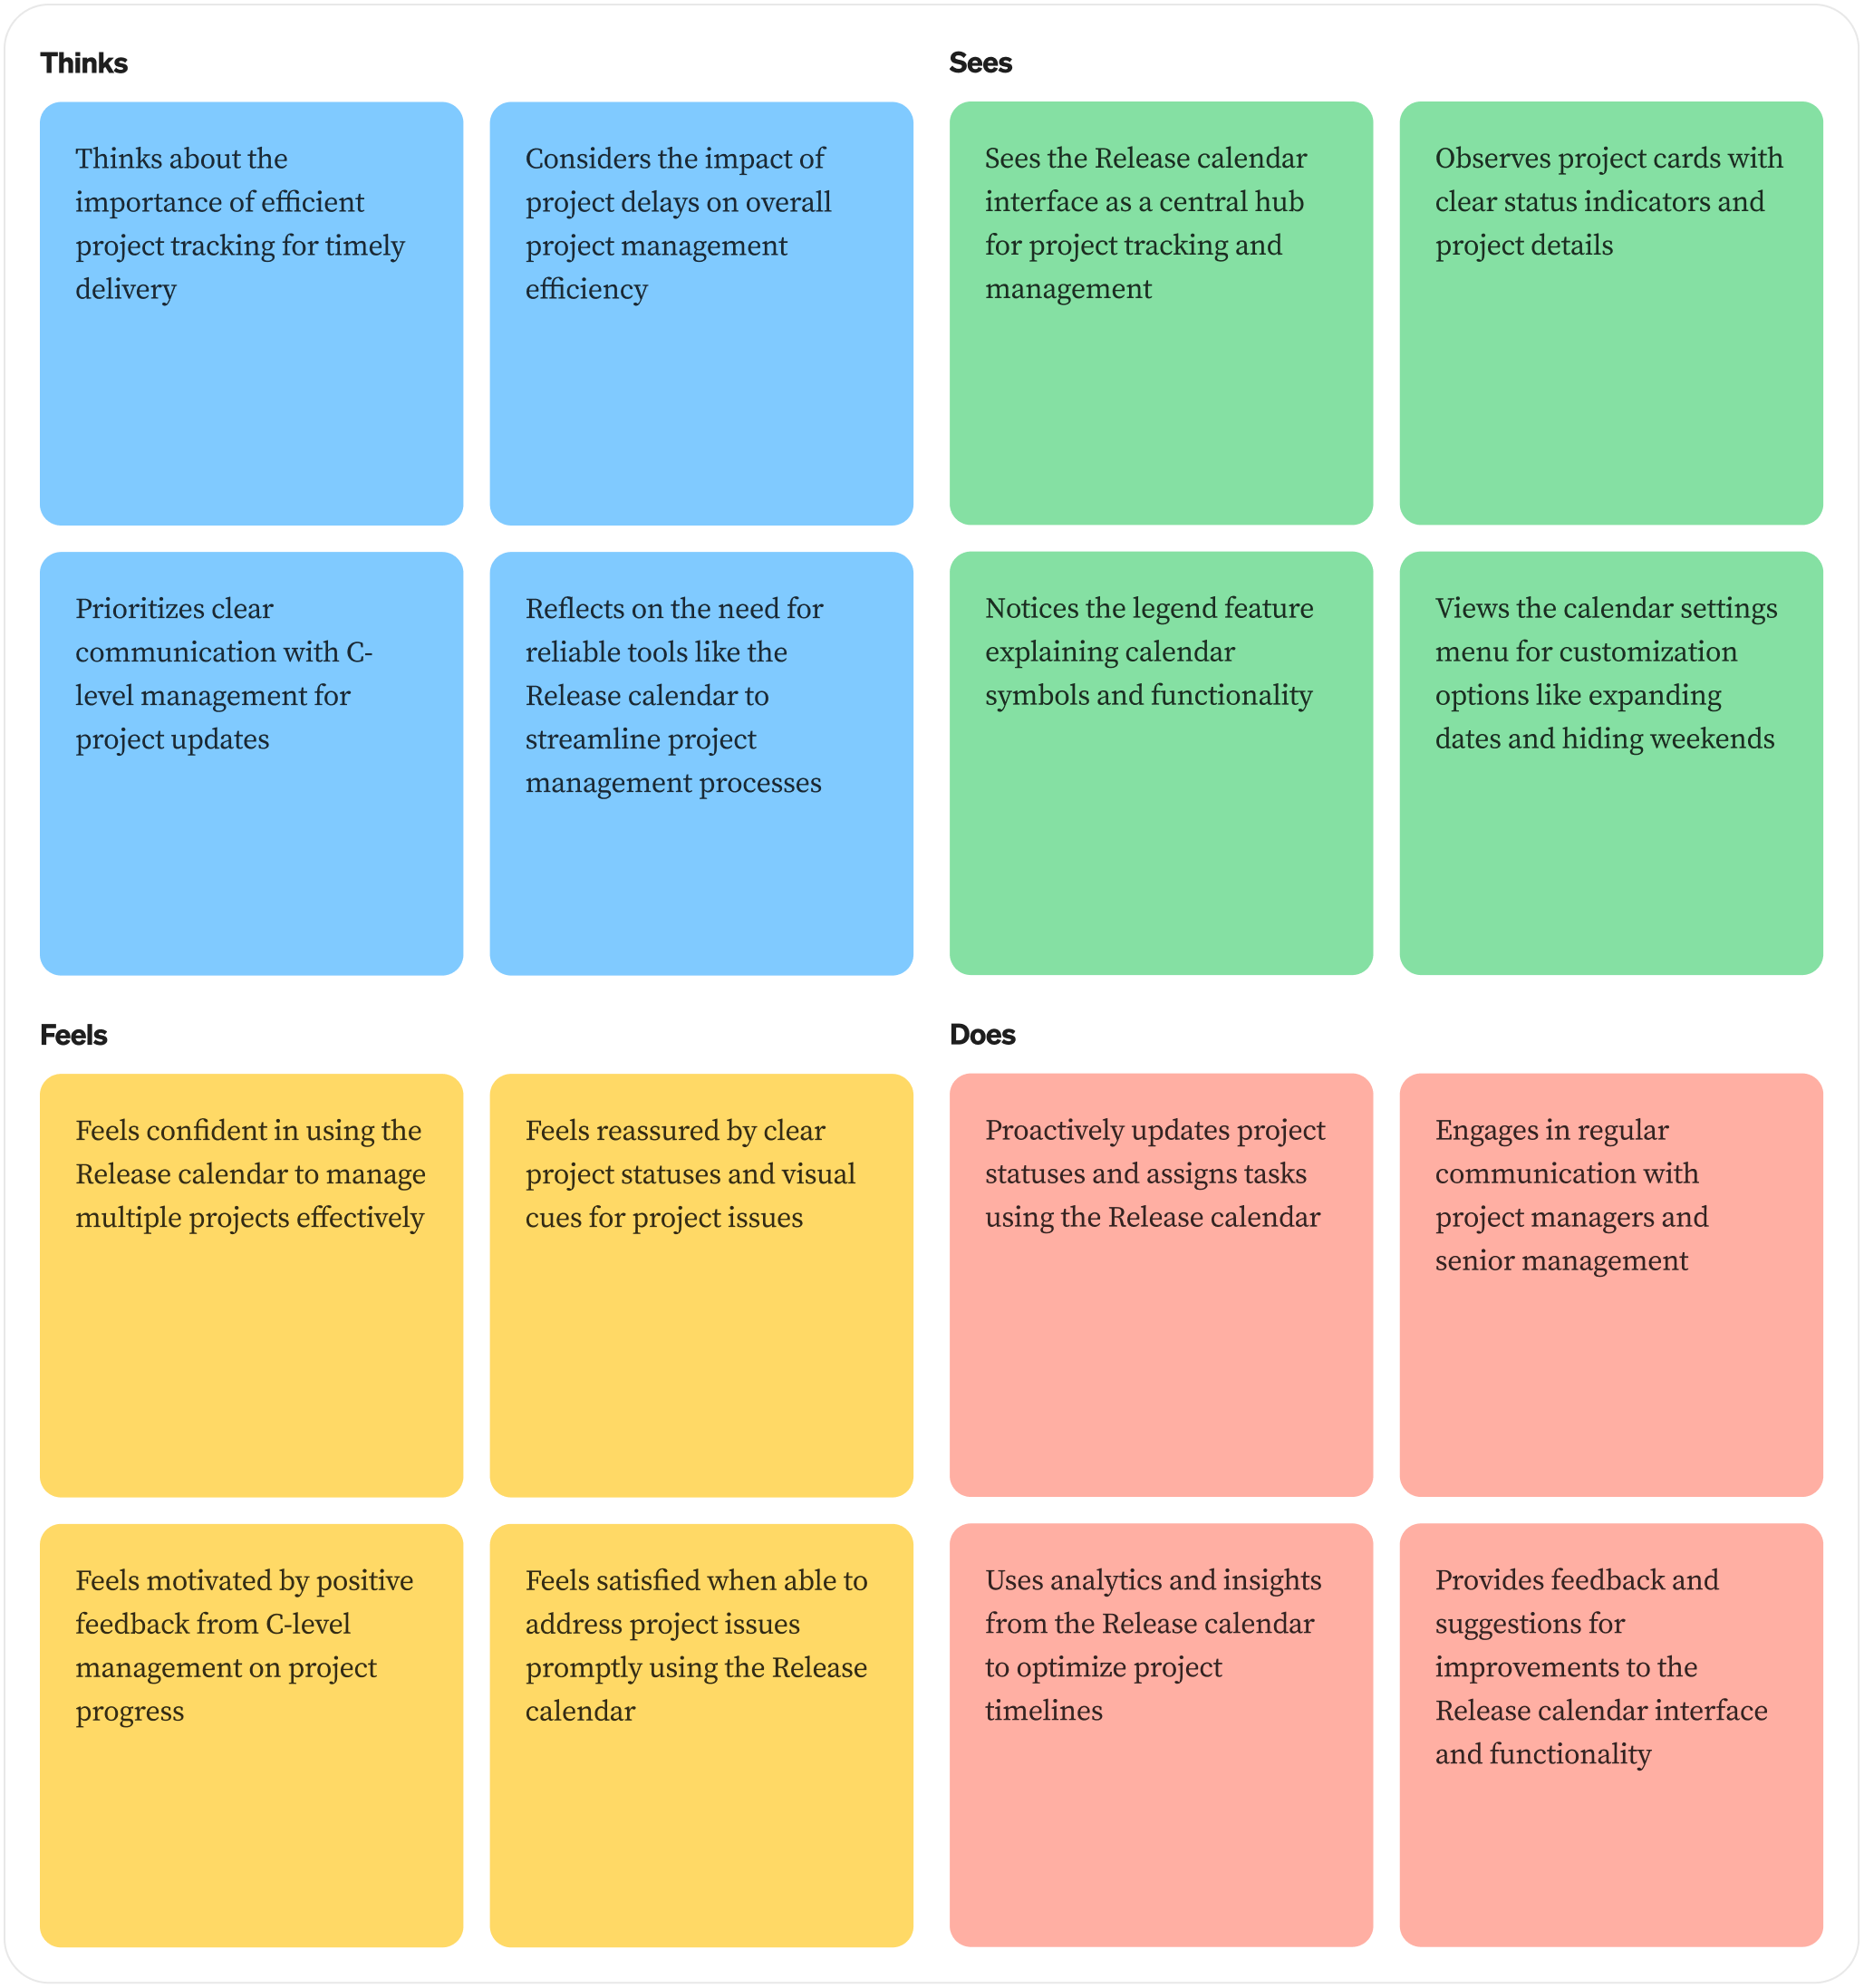 Thinks
Thinks about the
importance of efficient
project tracking for timely
delivery
Considers the impact of
project delays on overall
project management
efficiency
Prioritizes clear
communication with C-
level management for
project updates
Reflects on the need for
reliable tools like the
Release calendar to
streamline project
management processes
Sees
Sees the Release calendar
interface as a central hub
for project tracking and
management
Observes project cards with
clear status indicators and
project details
Notices the legend feature
explaining calendar
symbols and functionality
Views the calendar settings
menu for customization
options like expanding
dates and hiding weekends
Feels
Feels confident in using the
Release calendar to manage
multiple projects effectively
Feels reassured by clear
project statuses and visual
cues for project issues
Feels motivated by positive
feedback from C-level
management on project
progress
Feels satisfied when able to
address project issues
promptly using the Release
calendar
Does
Proactively updates project
statuses and assigns tasks
using the Release calendar
Engages in regular
communication with
project managers and
senior management
Uses analytics and insights
from the Release calendar
to optimize project
timelines
Provides feedback and
suggestions for
improvements to the
Release calendar interface
and functionality